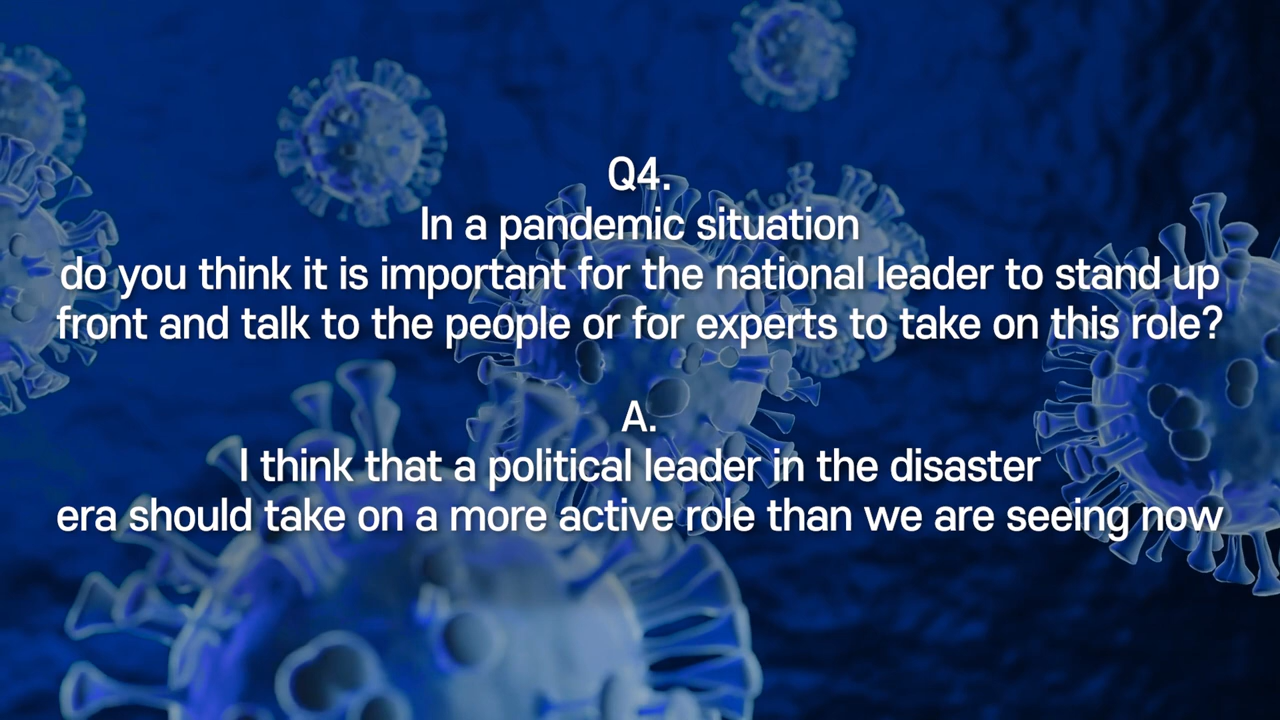 Q4.
In a pandemic situation
do you think it is important for the national leader to stand up
front and talk to the people or for experts to take on this role?
A.
I think that a political leader in the disaster
era should take on a more active role than we are seeing now